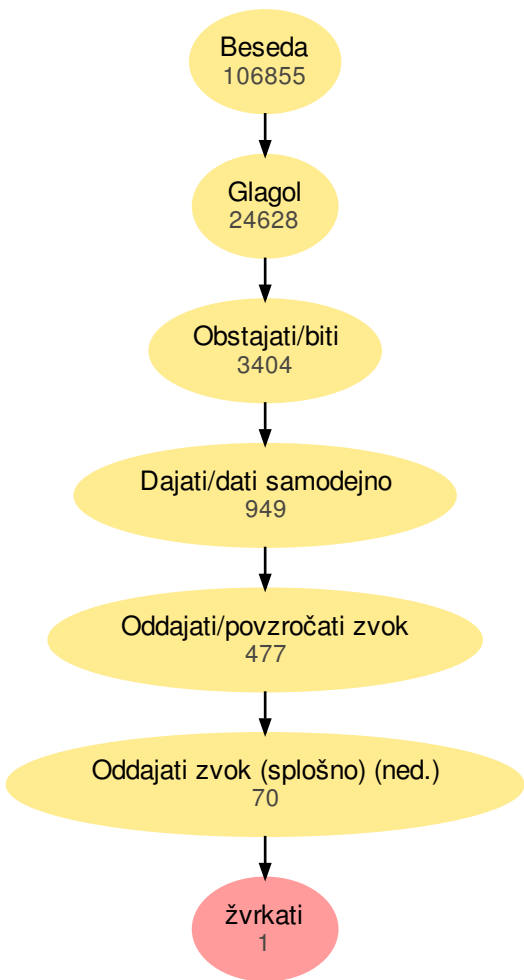 Beseda
106855
Glagol
24628
Obstajati/biti
3404
Dajati/dati samodejno
949
Oddajati/povzročati zvok
477
Oddajati zvok (splošno) (ned.)
70
žvrkati
1